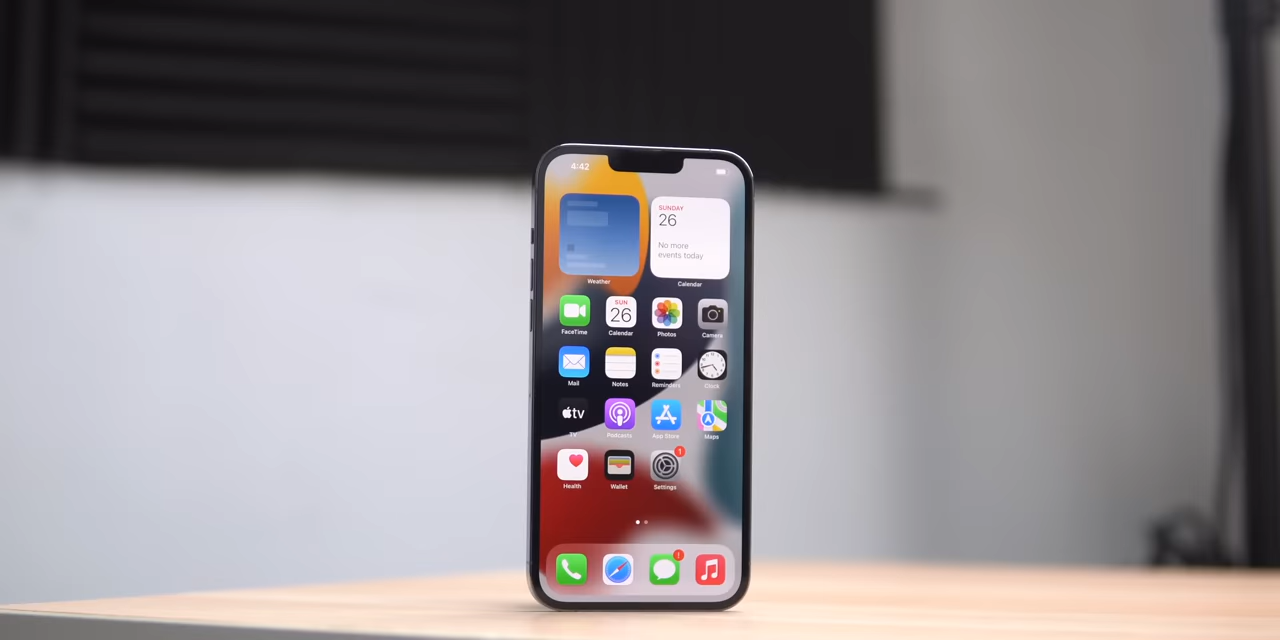 4:42
SUNDAY
26
No more
events today
Weather
Calendar
SUN
26
FaceTime
Calendar
Photos
Camera
Mail
Notes
Reminders
Clock
tv
TV
Podcasts
App Store
Maps
1
Health
Wallet
Settings